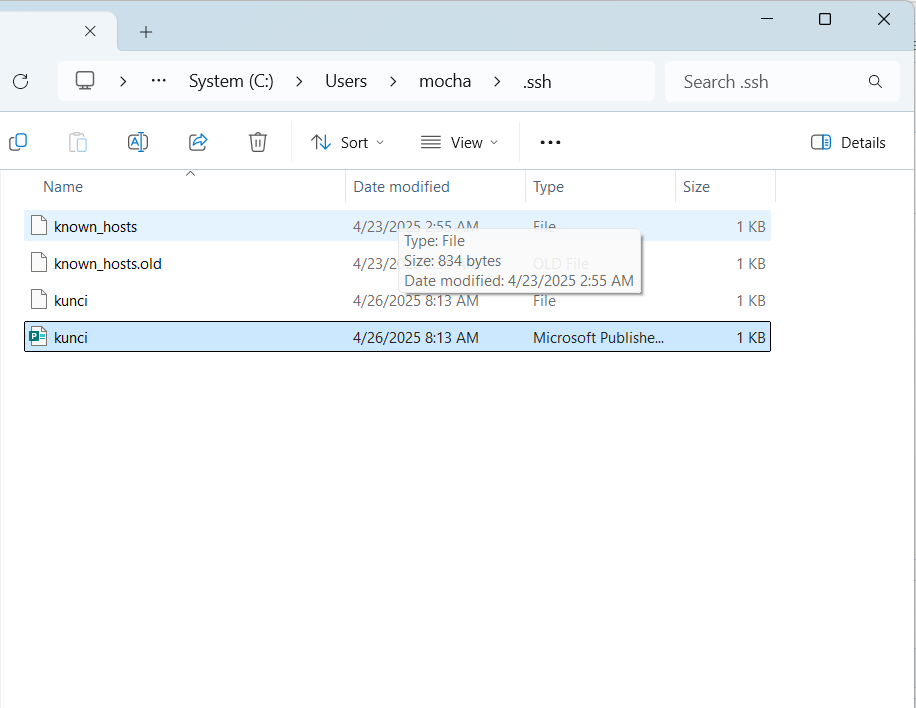 System (C:) Users mocha .ssh Search .ssh
Sort View Details
Name Date modified Type Size
known_hosts 4/23/2025 2:55 AM File 1 KB
Type: File
known_hosts.old 4/23 OLD File 1 KB
Size: 834 bytes
Date modified: 4/23/2025 2:55 AM
kunci 4/26/2025 8:13 AM File 1 KB
kunci 4/26/2025 8:13 AM Microsoft Publishe... 1 KB